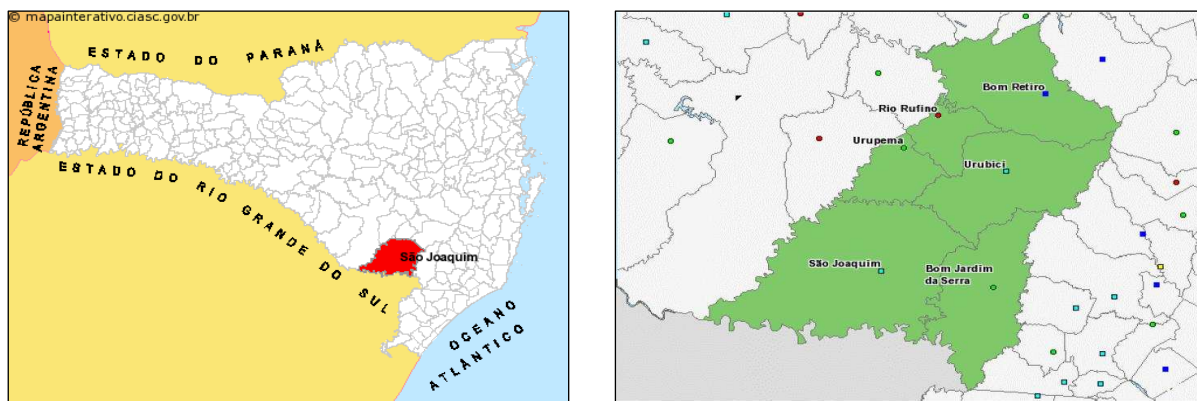 © mapainterativo.ciasc.gov.br
ESTADO DO PARANÁ
REPÚBLICA
ARGENTINA
ESTADO DO RIO GRANDE DO SUL
São Joaquim
OCEANO
ATLÂNTICO
Bom Retiro
Rio Rufino
Urupema
Urubici
São Joaquim
Bom Jardim
da Serra